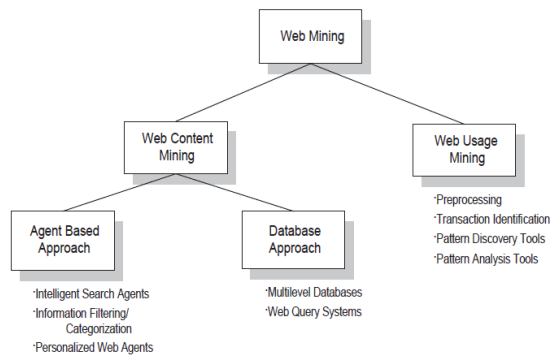 Web Mining
Web Content
Mining
Web Usage
Mining
·Preprocessing
·Transaction Identification
·Pattern Discovery Tools
·Pattern Analysis Tools
Agent Based
Approach
·Intelligent Search Agents
·Information Filtering/
Categorization
·Personalized Web Agents
Database
Approach
·Multilevel Databases
·Web Query Systems